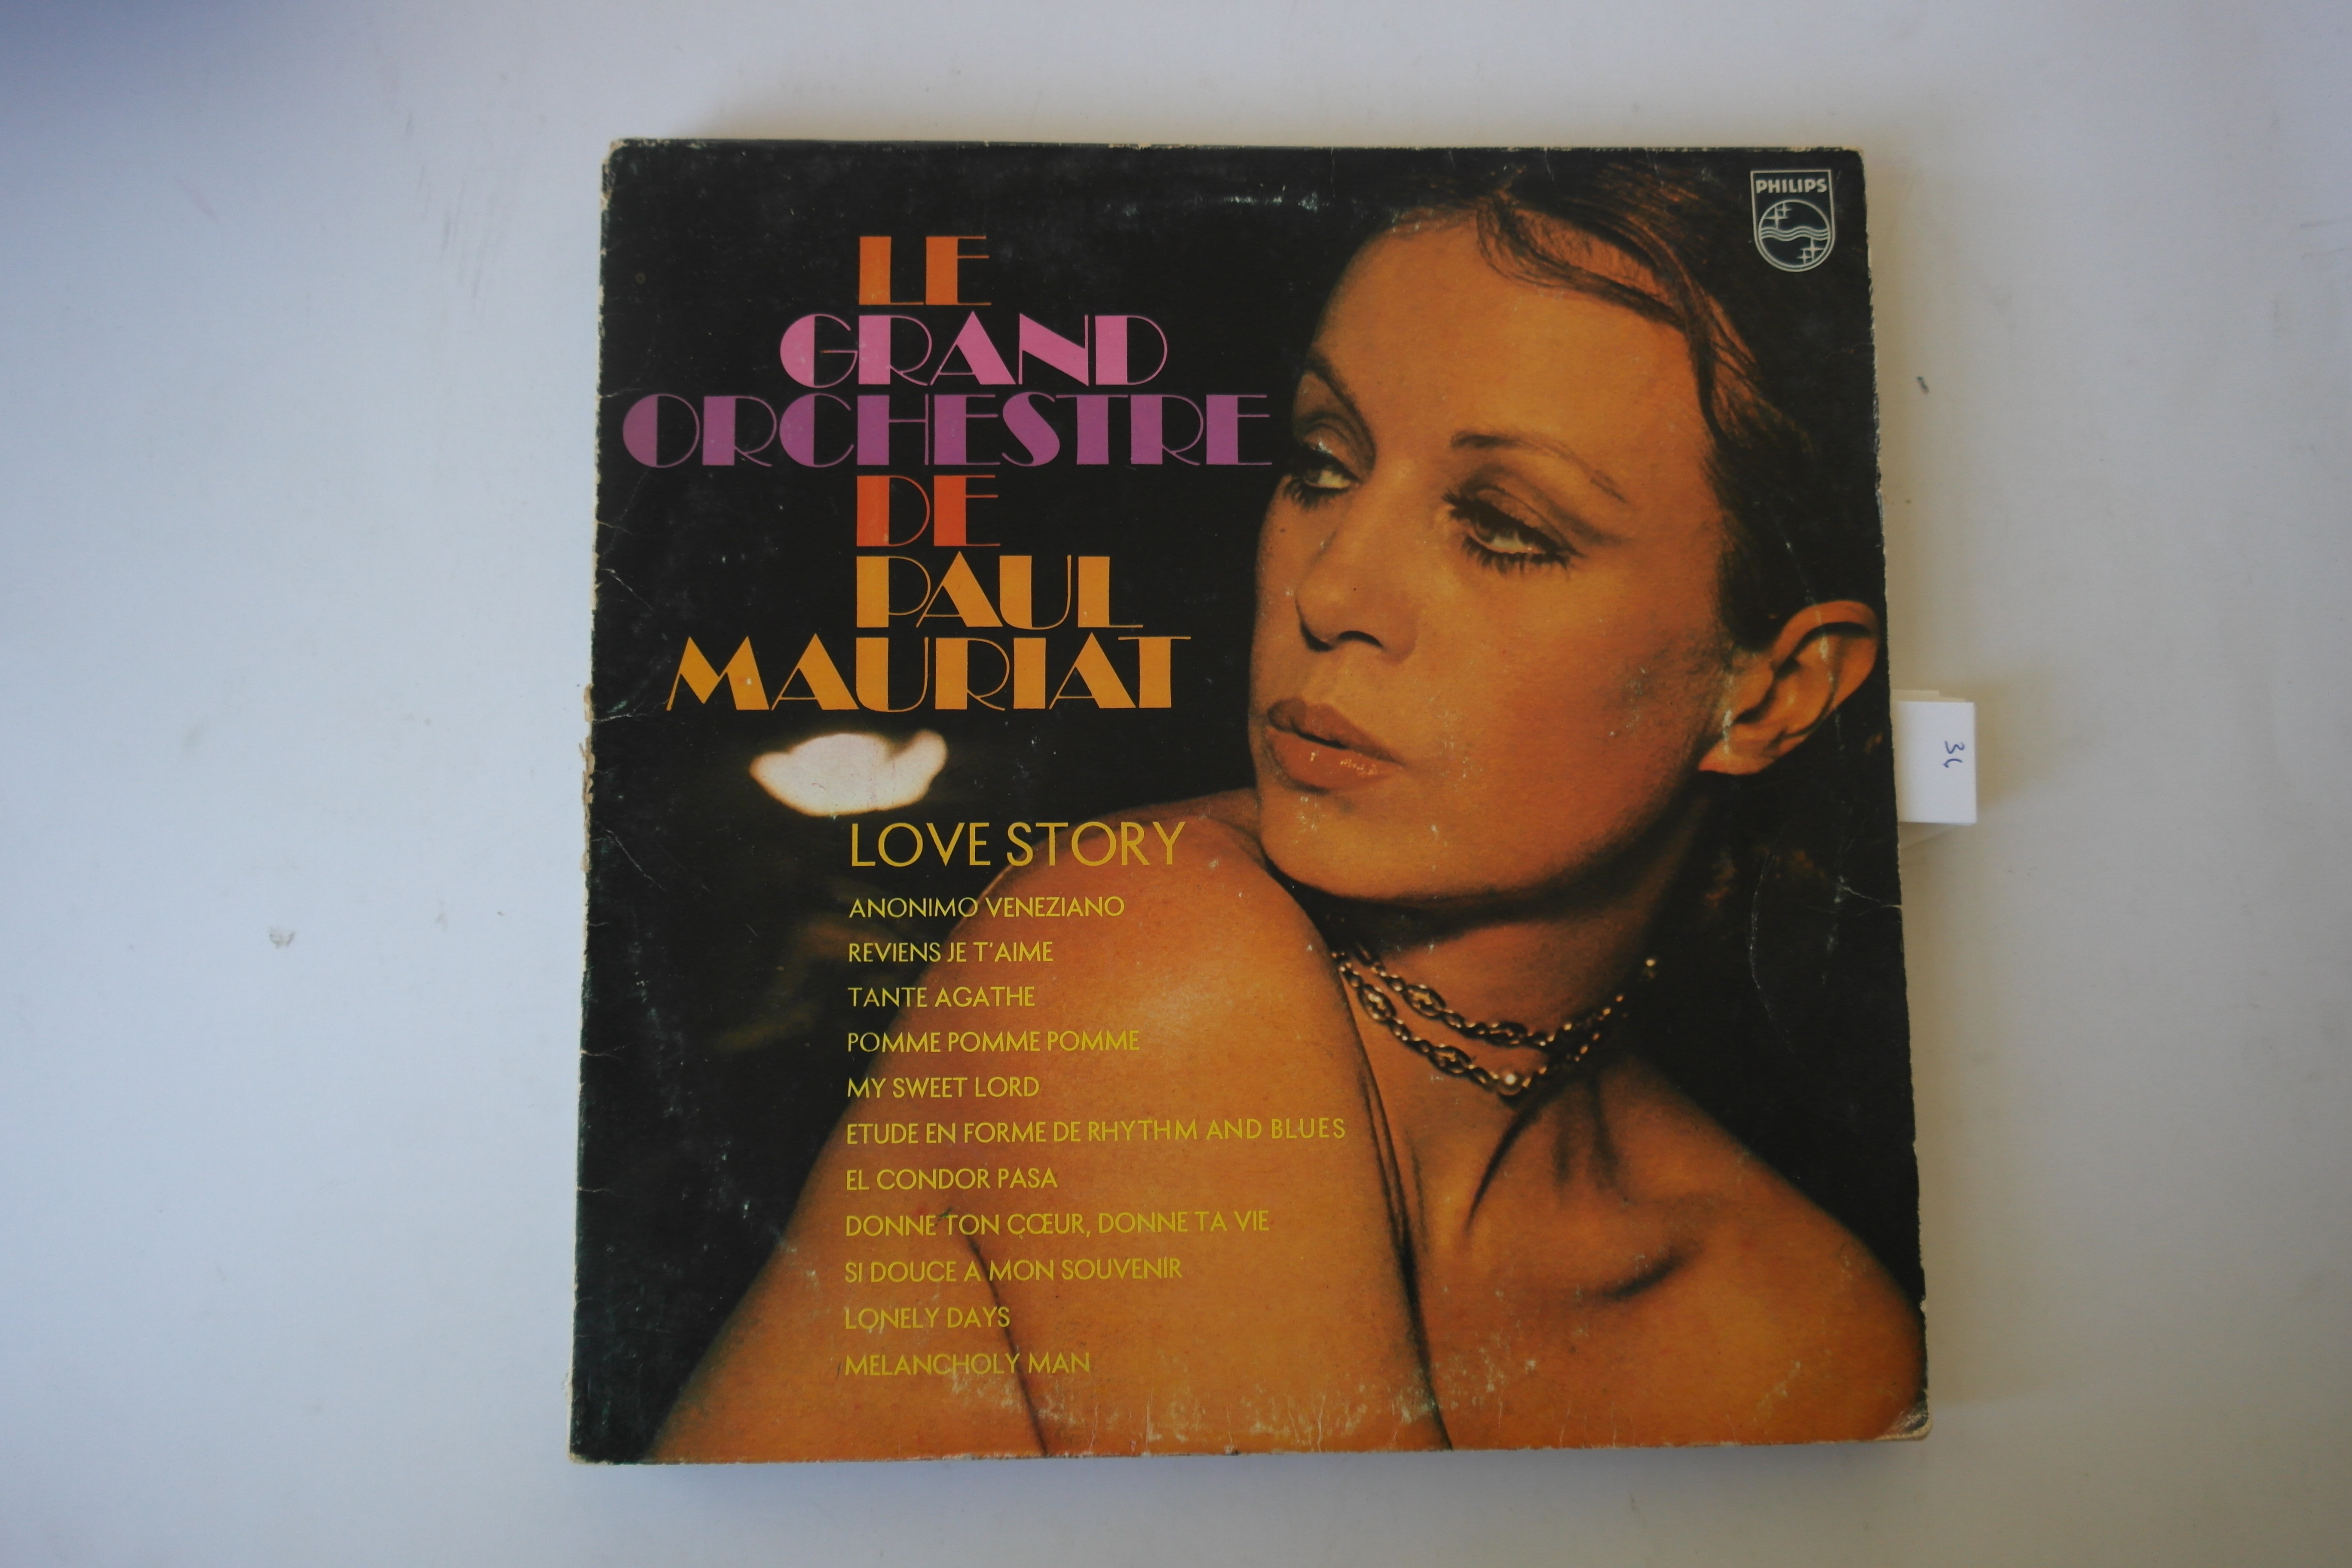 PHILIPS
LE
GRAND
ORCHESTRE
DE
PAUL
MAURIAT
LOVE STORY
ANONIMO VENEZIANO
REVIENS JE T'AIME
TANTE AGATHE
POMME POMME POMME
MY SWEET LORD
ETUDE EN FORME DE RHYTHM AND BLUES
EL CONDOR PASA
DONNE TON CŒUR, DONNE TA VIE
SI DOUCE A MON SOUVENIR
LONELY DAYS
MELANCHOLY MAN